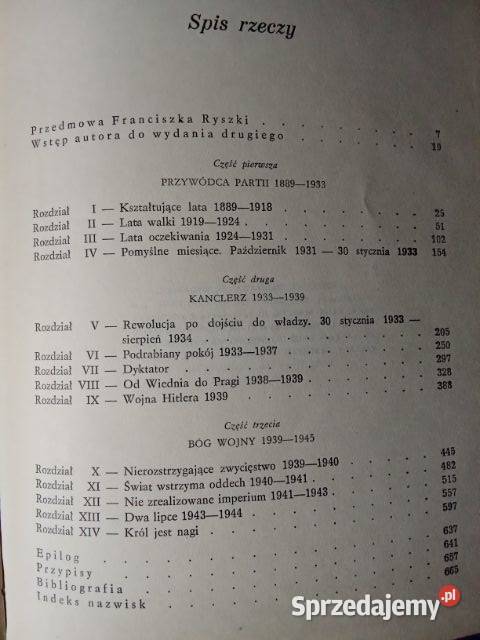 Spis rzeczy
Przedmowa Franciszka Ryszki . . . . . . . 7
Wstęp autora do wydania drugiego . . . . . . 19
Część pierwsza
PRZYWÓDCA PARTII 1889—1933
Rozdział I — Kształtujące lata 1889—1918 . . . . . . 25
Rozdział II — Lata walki 1919—1924 . . . . . . . 51
Rozdział III — Lata oczekiwania 1924—1931 . . . . . . 102
Rozdział IV — Pomyślne miesiące. Październik 1931 — 30 stycznia 1933 154
Część druga
KANCLERZ 1933—1939
Rozdział V — Rewolucja po dojściu do władzy. 30 stycznia 1933 —
sierpień 1934 . . . . . . . . 205
Rozdział VI — Podrabiany pokój 1933—1937 . . . . . . 250
Rozdział VII — Dyktator . . . . . . . . 297
Rozdział VIII — Od Wiednia do Pragi 1938—1939 . . . . . 328
Rozdział IX — Wojna Hitlera 1939 . . . . . . . 388
Część trzecia
BÓG WOJNY 1939—1945
Rozdział X — Nierozstrzygające zwycięstwo 1939—1940 . . . . 445
Rozdział XI — Świat wstrzyma oddech 1940—1941 . . . . . 482
Rozdział XII — Nie zrealizowane imperium 1941—1943 . . . . 515
Rozdział XIII — Dwa lipce 1943—1944 . . . . . . . 557
Rozdział XIV — Król jest nagi . . . . . . . . 597
Epilog . . . . . . . . . . . 637
Przypisy . . . . . . . . . . . 641
Bibliografia . . . . . . . . . . 657
Indeks nazwisk . . . . . . . . . 665
Sprzedajemy.pl